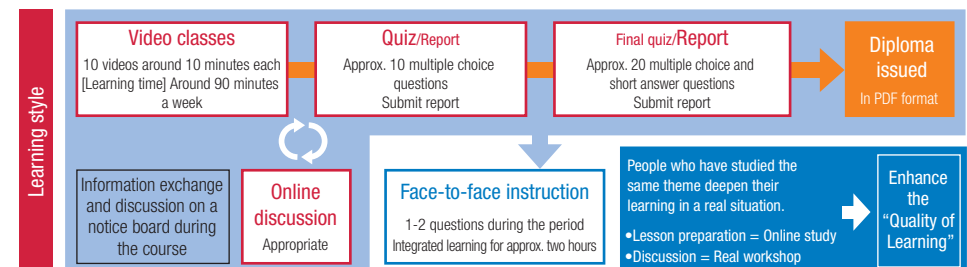 Learning style
Video classes
10 videos around 10 minutes each
[Learning time] Around 90 minutes
a week
Quiz/Report
Approx. 10 multiple choice
questions
Submit report
Final quiz/Report
Approx. 20 multiple choice and
short answer questions
Submit report
Diploma
issued
In PDF format
Information exchange
and discussion on a
notice board during
the course
Online
discussion
Appropriate
Face-to-face instruction
1-2 questions during the period
Integrated learning for approx. two hours
People who have studied the
same theme deepen their
learning in a real situation.
•Lesson preparation = Online study
•Discussion = Real workshop
Enhance
the
“Quality of
Learning”